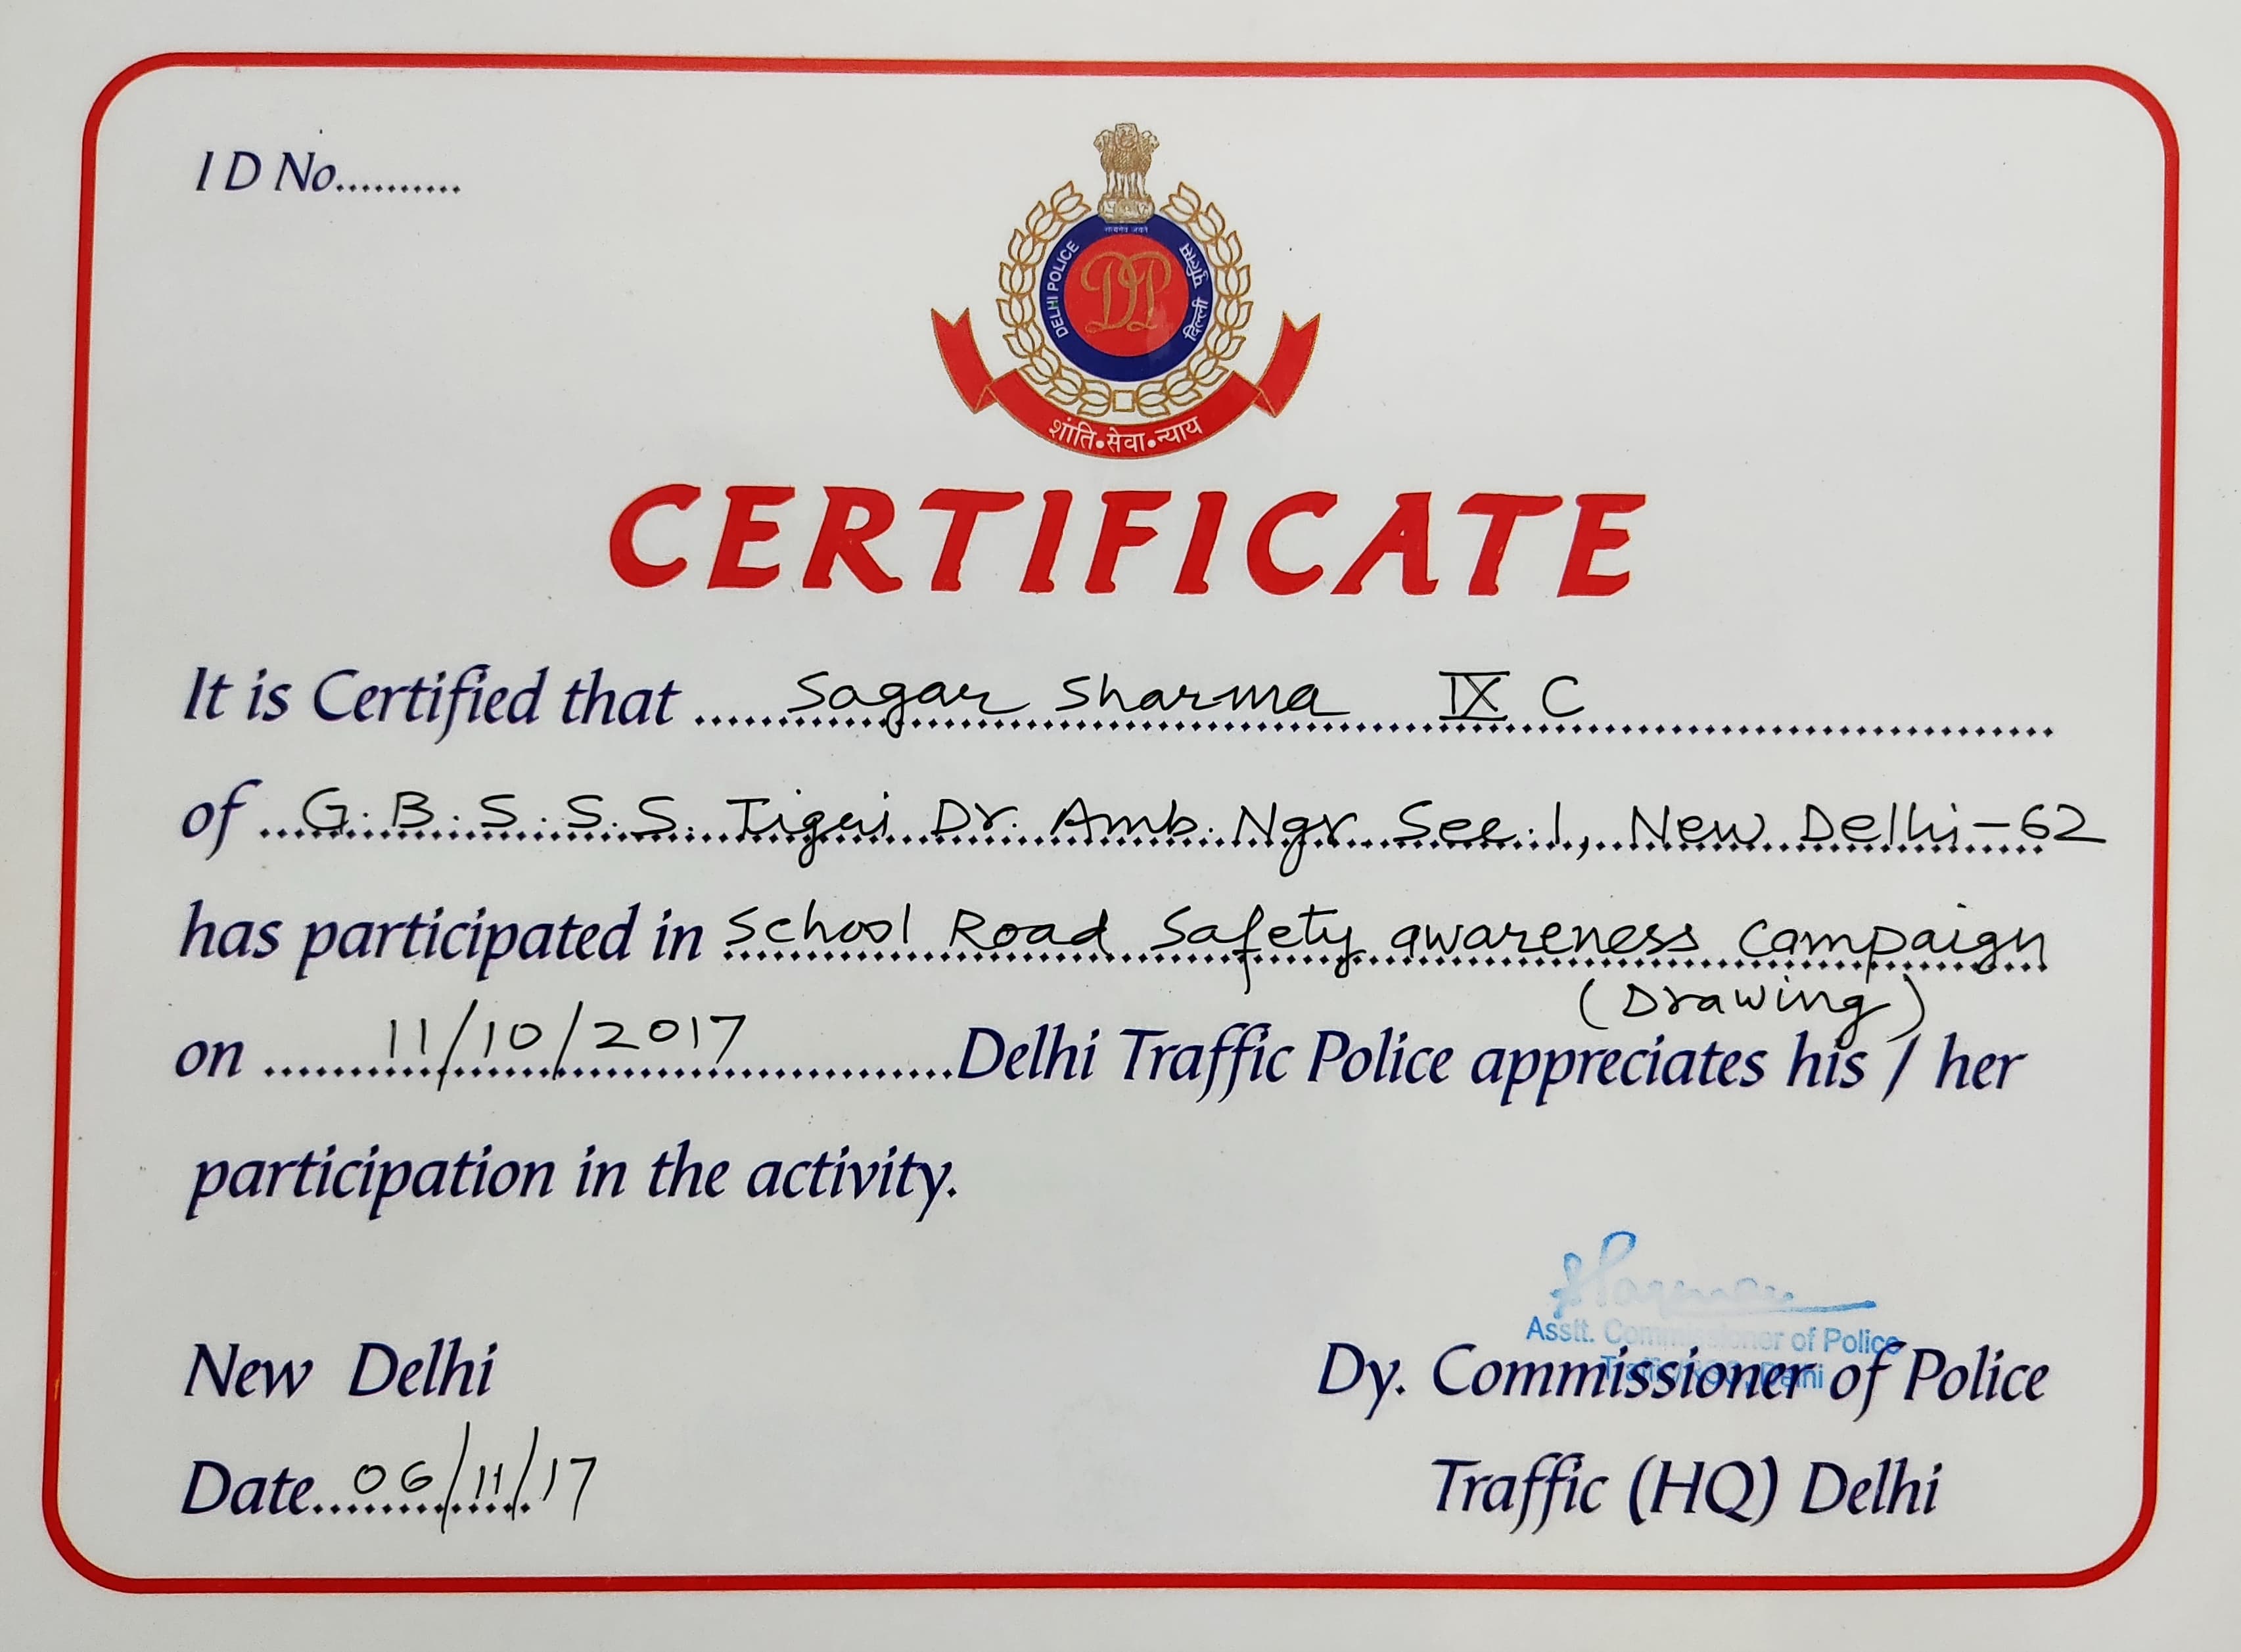 I D No..........
सत्यमेव जयते
DELHI POLICE दिल्ली पुलिस
DP
शांति•सेवा•न्याय
CERTIFICATE
It is Certified that Sagar Sharma IX C
of G.B.S.S.S. Tigri Dr. Amb. Ngr Sec. 1, New Delhi-62
has participated in School Road Safety awareness campaign
(Drawing)
on 11/10/2017 Delhi Traffic Police appreciates his / her
participation in the activity.
Asstt. Commissioner of Police
New Delhi
Dy. Commissioner of Police
Delhi
Date 06/11/17
Traffic (HQ) Delhi